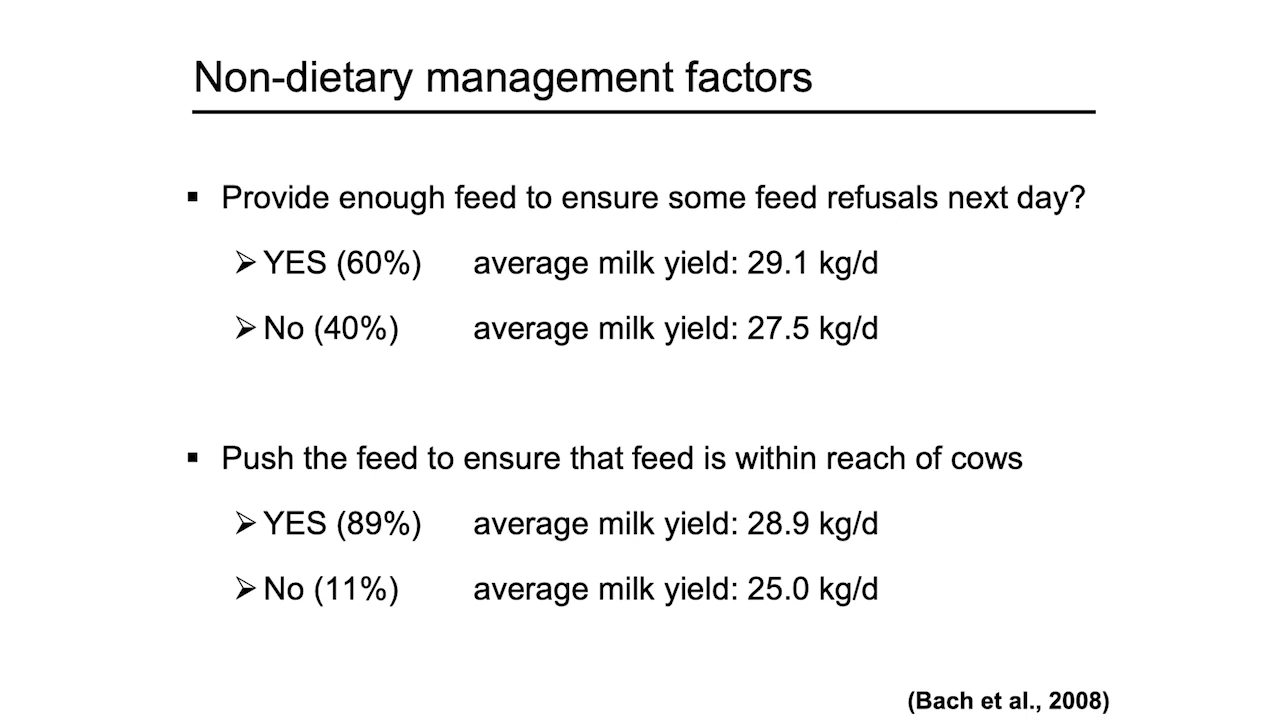 Non-dietary management factors
▪ Provide enough feed to ensure some feed refusals next day?
➢ YES (60%) average milk yield: 29.1 kg/d
➢ No (40%) average milk yield: 27.5 kg/d
▪ Push the feed to ensure that feed is within reach of cows
➢ YES (89%) average milk yield: 28.9 kg/d
➢ No (11%) average milk yield: 25.0 kg/d
(Bach et al., 2008)